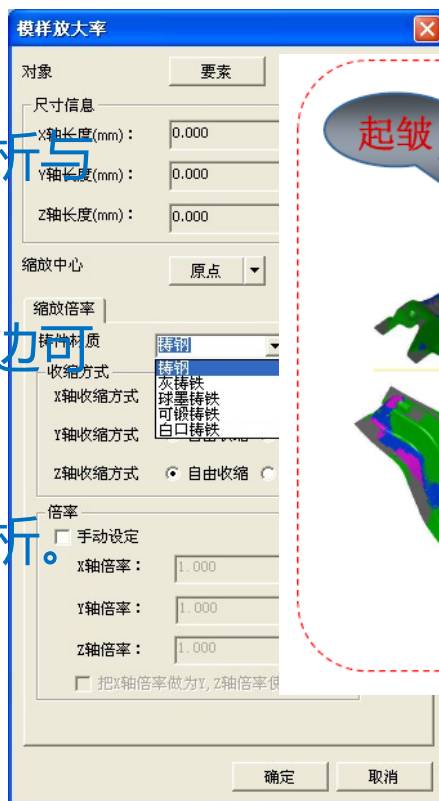 模样放大率
对象 要素
尺寸信息
X轴长度(mm)： 0.000
Y轴长度(mm)： 0.000
Z轴长度(mm)： 0.000
缩放中心 原点
缩放倍率
铸件材质 铸钢
铸钢
灰铸铁
球墨铸铁
可锻铸铁
白口铸铁
收缩方式
X轴收缩方式
Y轴收缩方式
Z轴收缩方式 自由收缩
倍率
手动设定
X轴倍率： 1.000
Y轴倍率： 1.000
Z轴倍率： 1.000
把X轴倍率做为Y,Z轴倍率使
确定 取消
起皱
析与
边可
析。